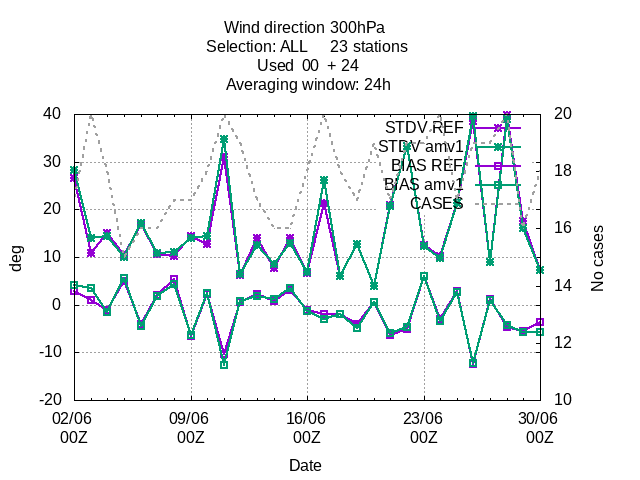 Wind direction 300hPa
Selection: ALL 23 stations
Used 00 + 24
Averaging window: 24h
40
30
20
10
0
-10
-20
20
18
16
14
12
10
STDV REF
STDV amv1
BIAS REF
BIAS amv1
CASES
deg
No cases
02/06 09/06 16/06 23/06 30/06
00Z 00Z 00Z 00Z 00Z
Date